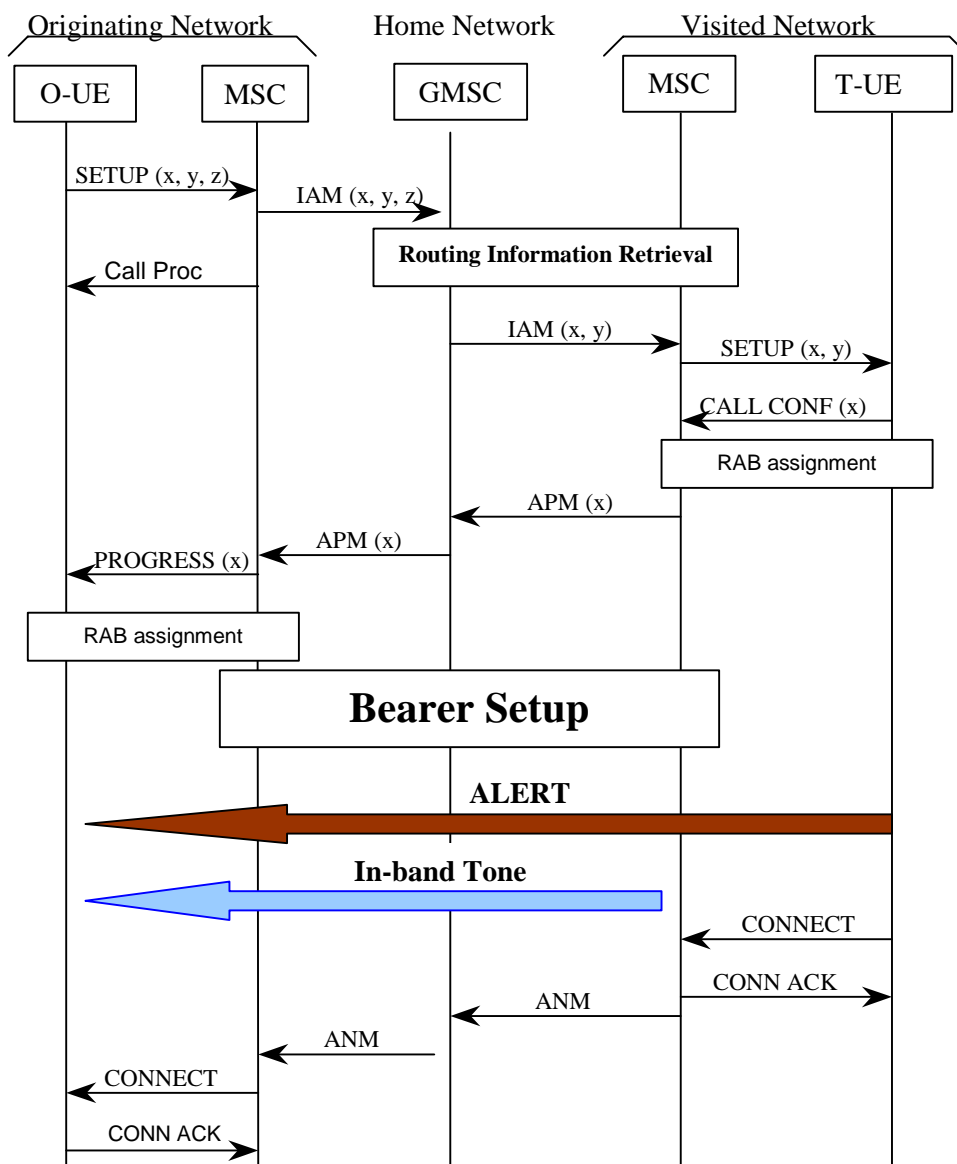 Originating Network
Home Network
Visited Network
O-UE
MSC
GMSC
MSC
T-UE
SETUP (x, y, z)
IAM (x, y, z)
Routing Information Retrieval
Call Proc
IAM (x, y)
SETUP (x, y)
CALL CONF (x)
RAB assignment
APM (x)
APM (x)
PROGRESS (x)
RAB assignment
Bearer Setup
ALERT
In-band Tone
CONNECT
CONN ACK
ANM
ANM
CONNECT
CONN ACK